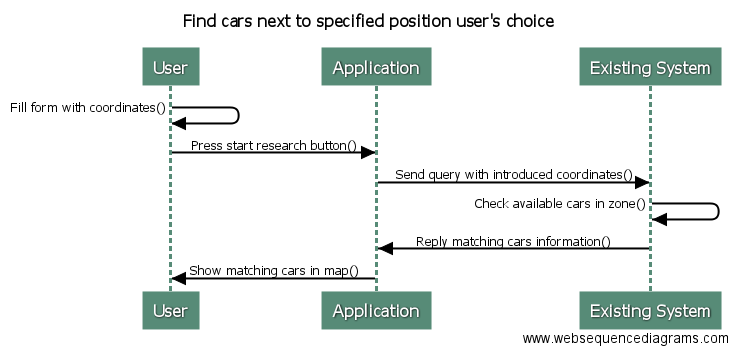 Find cars next to specified position user's choice
User
Application
Existing System
Fill form with coordinates()
Press start research button()
Send query with introduced coordinates()
Check available cars in zone()
Reply matching cars information()
Show matching cars in map()
User
Application
Existing System
www.websequencediagrams.com